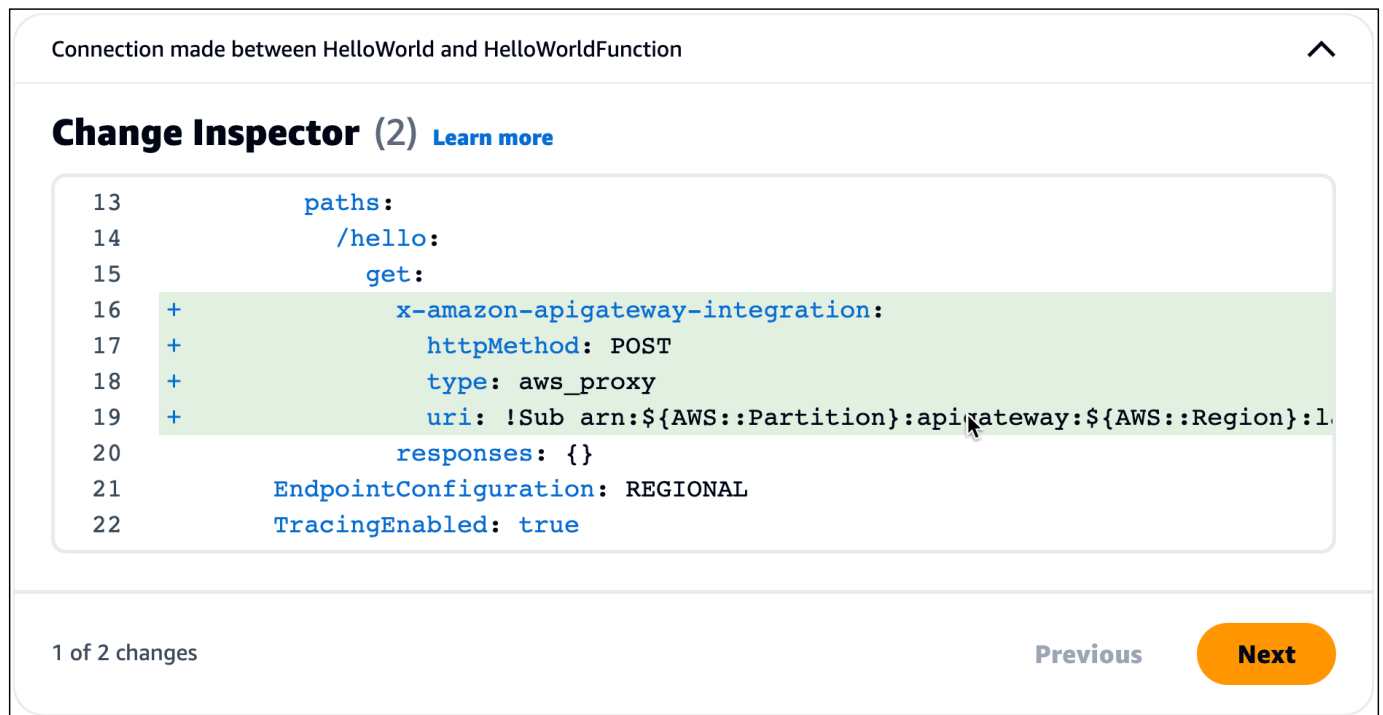 Connection made between HelloWorld and HelloWorldFunction
Change Inspector (2) Learn more
13 paths:
14 /hello:
15 get:
16 + x-amazon-apigateway-integration:
17 + httpMethod: POST
18 + type: aws_proxy
19 + uri: !Sub arn:${AWS::Partition}:apigateway:${AWS::Region}:l
20 responses: {}
21 EndpointConfiguration: REGIONAL
22 TracingEnabled: true
1 of 2 changes
Previous
Next